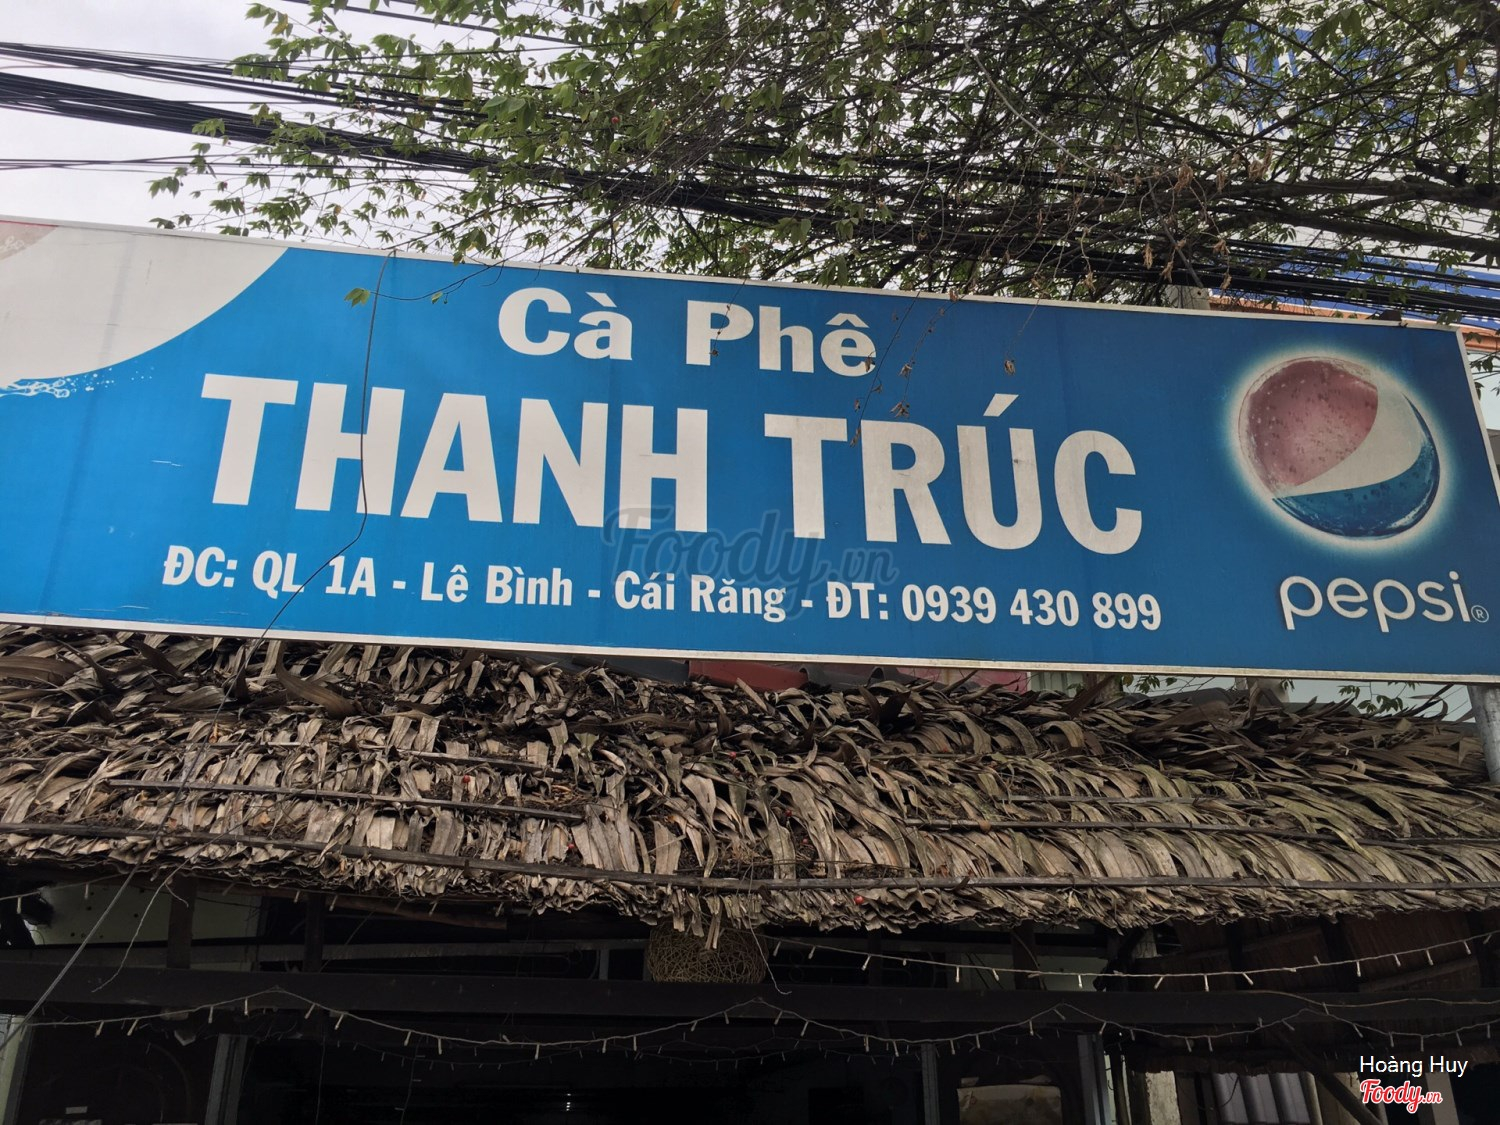 Cà Phê
THANH TRÚC
ĐC: QL 1A - Lê Bình - Cái Răng - ĐT: 0939 430 899
pepsi®
Foody.vn
Hoàng Huy
Foody.vn